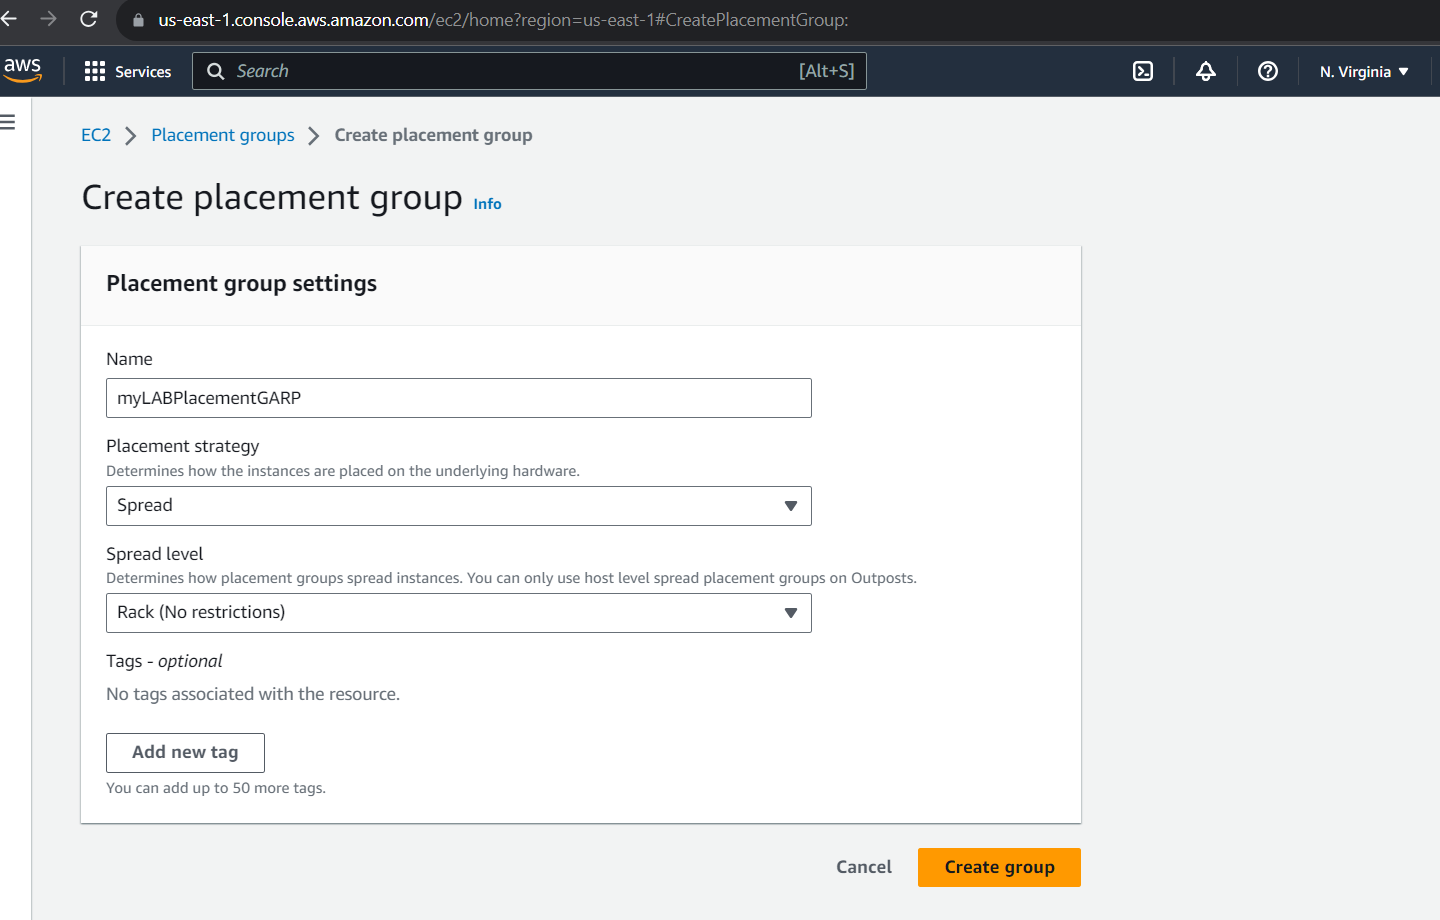 us-east-1.console.aws.amazon.com/ec2/home?region=us-east-1#CreatePlacementGroup:
aws Services Search [Alt+S] N. Virginia
EC2 Placement groups Create placement group
Create placement group Info
Placement group settings
Name
myLABPlacementGARP
Placement strategy
Determines how the instances are placed on the underlying hardware.
Spread
Spread level
Determines how placement groups spread instances. You can only use host level spread placement groups on Outposts.
Rack (No restrictions)
Tags - optional
No tags associated with the resource.
Add new tag
You can add up to 50 more tags.
Cancel Create group